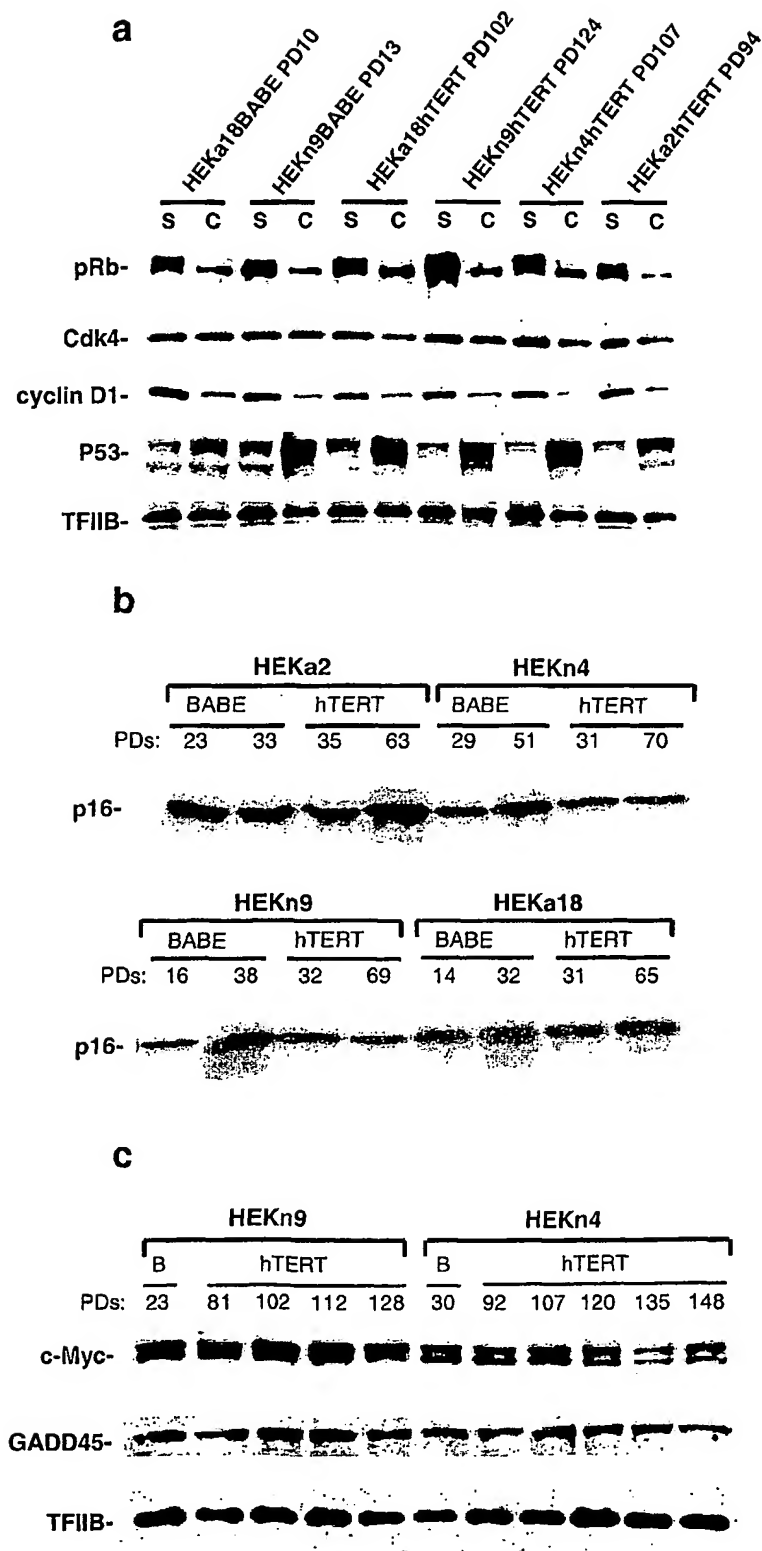 a
HEKa18BABE PD10 HEKn9BABE PD13 HEKa18hTERT PD102 HEKn9hTERT PD124 HEKn4hTERT PD107 HEKa2hTERT PD94
S C S C S C S C S C S C
pRb-
Cdk4-
cyclin D1-
P53-
TFIIB-
b
HEKa2 HEKn4
BABE hTERT BABE hTERT
PDs: 23 33 35 63 29 51 31 70
p16-
HEKn9 HEKa18
BABE hTERT BABE hTERT
PDs: 16 38 32 69 14 32 31 65
p16-
c
HEKn9 HEKn4
B hTERT B hTERT
PDs: 23 81 102 112 128 30 92 107 120 135 148
c-Myc-
GADD45-
TFIIB-